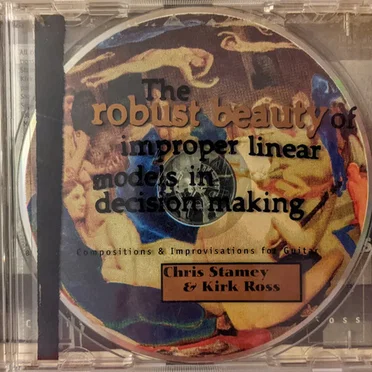 The
robust beauty of
improper linear
models in
decision making
Compositions & Improvisations for Guitar
Chris Stamey
& Kirk Ross